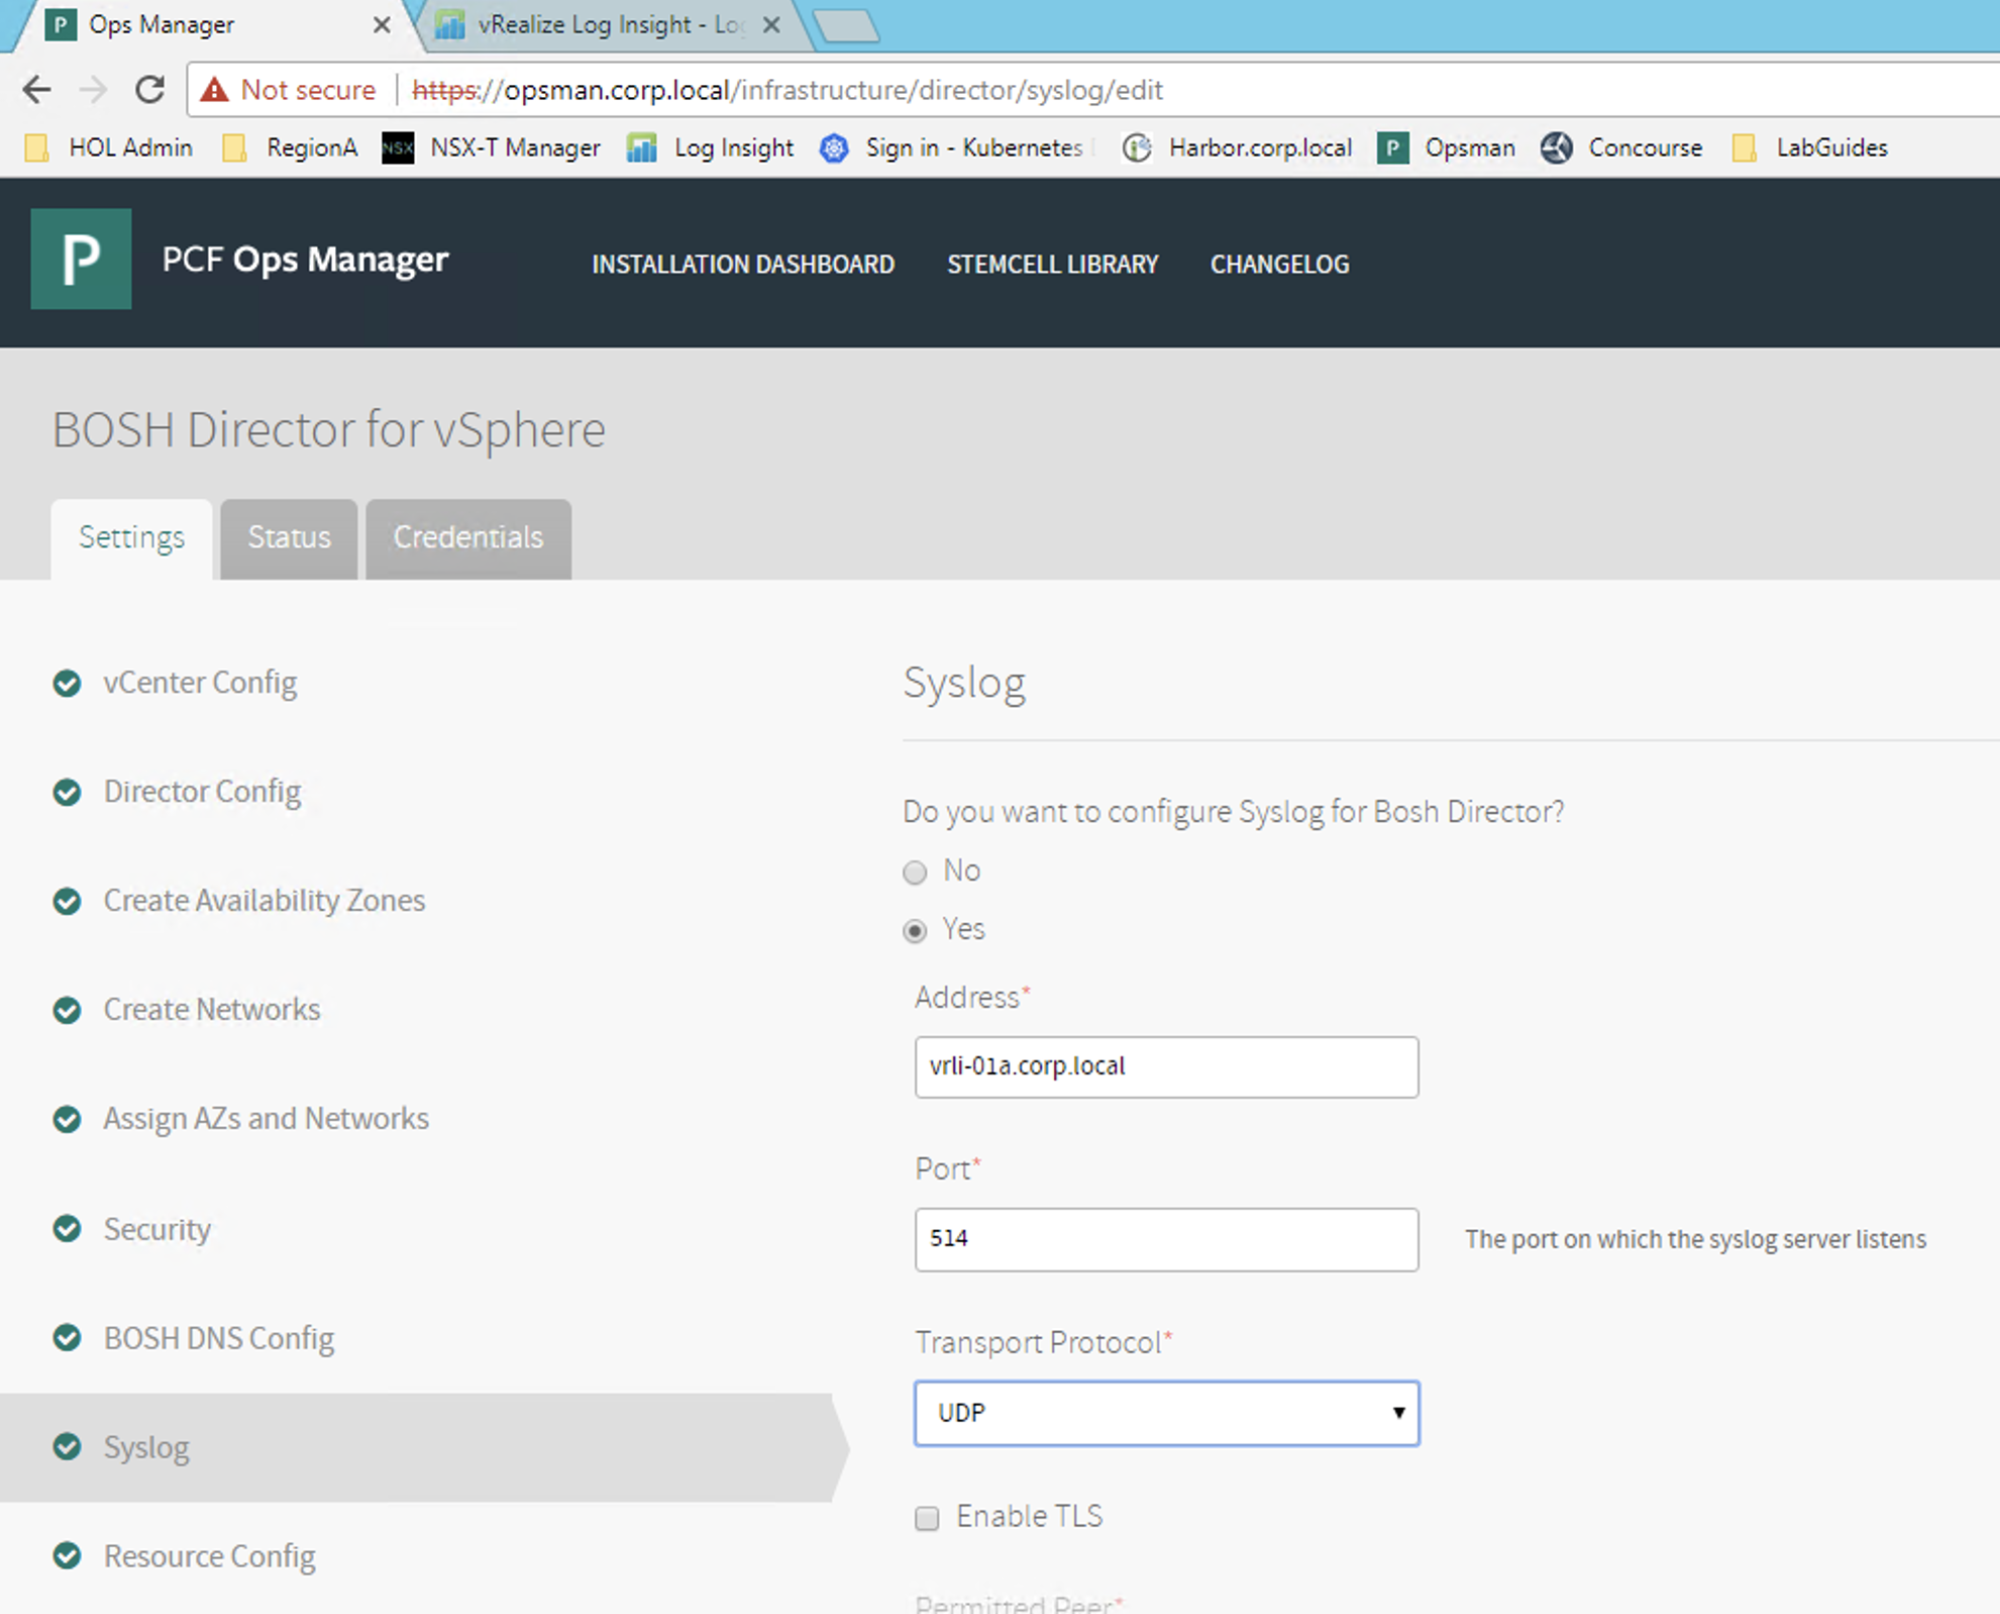 Ops Manager
vRealize Log Insight - Log
Not secure https://opsman.corp.local/infrastructure/director/syslog/edit
HOL Admin RegionA NSX NSX-T Manager Log Insight Sign in - Kubernetes Harbor.corp.local P Opsman Concourse LabGuides
P PCF Ops Manager INSTALLATION DASHBOARD STEMCELL LIBRARY CHANGELOG
BOSH Director for vSphere
Settings Status Credentials
vCenter Config
Director Config
Create Availability Zones
Create Networks
Assign AZs and Networks
Security
BOSH DNS Config
Syslog
Resource Config
Syslog
Do you want to configure Syslog for Bosh Director?
No
Yes
Address*
vrli-01a.corp.local
Port*
514
The port on which the syslog server listens
Transport Protocol*
UDP
Enable TLS
Permitted Peer*